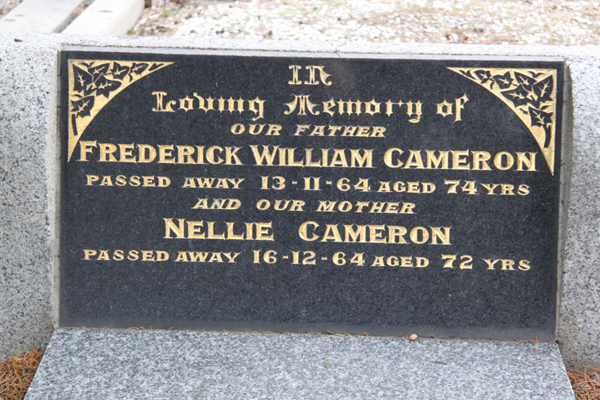 In
Loving Memory of
OUR FATHER
FREDERICK WILLIAM CAMERON
PASSED AWAY 13-11-64 AGED 74 YRS
AND OUR MOTHER
NELLIE CAMERON
PASSED AWAY 16-12-64 AGED 72 YRS